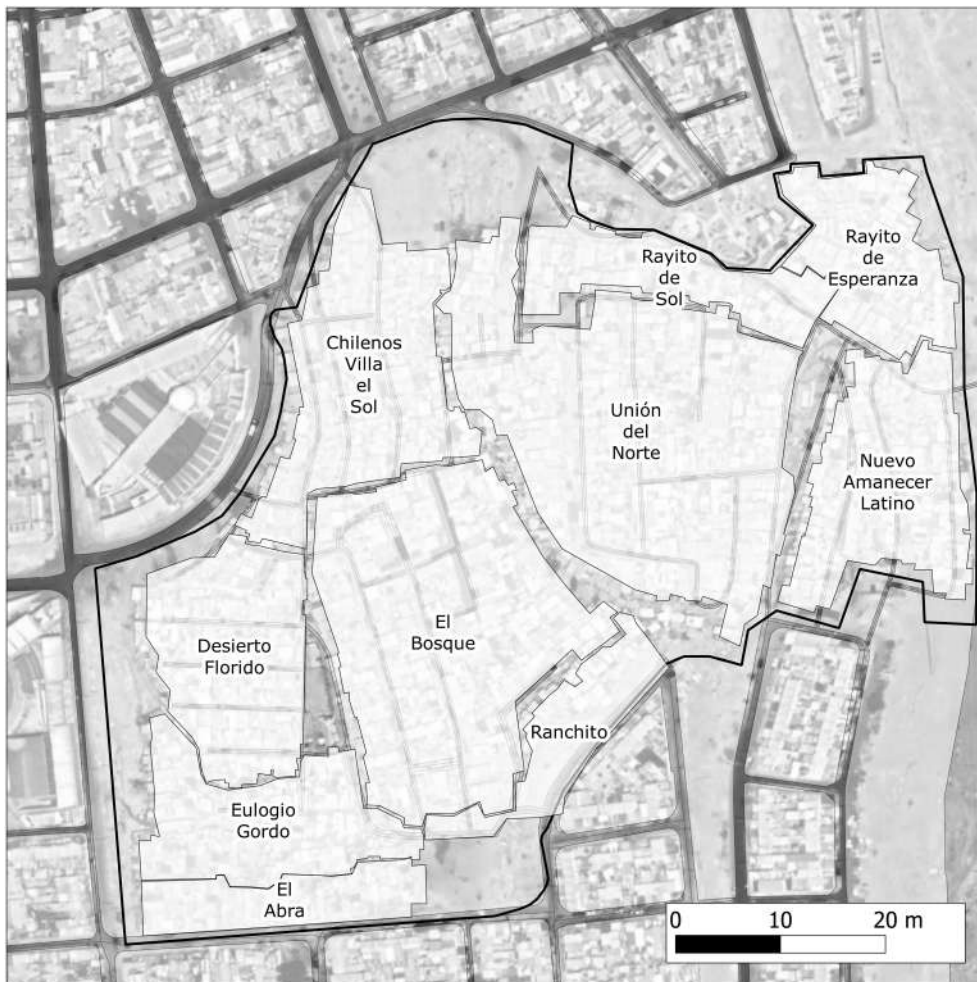 Rayito
de
Esperanza
Rayito
de
Sol
Chilenos
Villa
el
Sol
Unión
del
Norte
Nuevo
Amanecer
Latino
El
Bosque
Desierto
Florido
Ranchito
Eulogio
Gordo
El
Abra
0 10 20 m